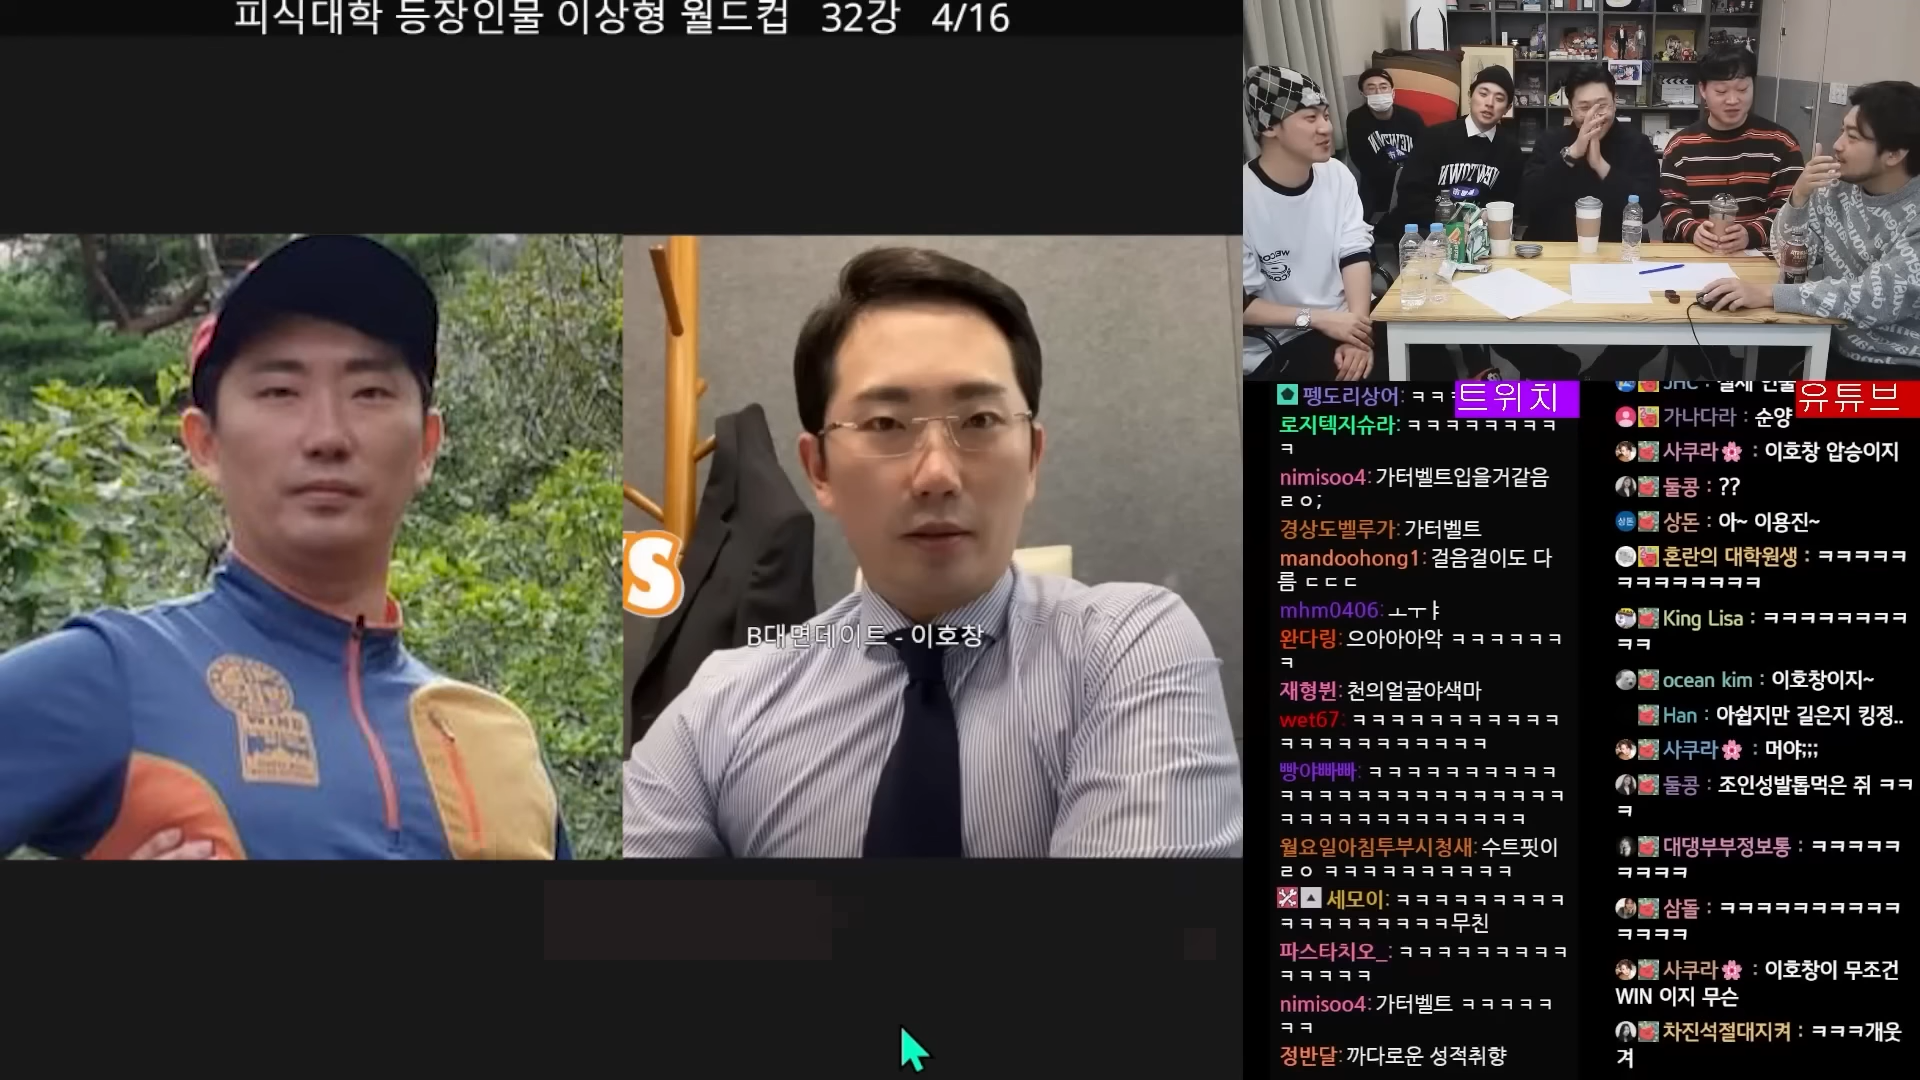 피식대학 등장인물 이상형 월드컵 32강 4/16
S
B대면데이트 - 이호창
NEWTOWN
트위치
펭도리상어: ㅋㅋ
로지텍지슈라: ㅋㅋㅋㅋㅋㅋㅋㅋ
ㅋ
nimisoo4: 가터벨트입을거같음
ㄹㅇ;
경상도벨루가: 가터벨트
mandoohong1: 걸음걸이도 다
름 ㄷㄷㄷ
mhm0406: ㅗㅜㅑ
완다링: 으아아아악 ㅋㅋㅋㅋㅋㅋ
ㅋ
재형뷘: 천의얼굴야색마
wet67: ㅋㅋㅋㅋㅋㅋㅋㅋㅋㅋㅋ
ㅋㅋㅋㅋㅋㅋㅋㅋㅋㅋㅋ
빵야빠빠: ㅋㅋㅋㅋㅋㅋㅋㅋㅋㅋ
ㅋㅋㅋㅋㅋㅋㅋㅋㅋㅋㅋㅋㅋㅋㅋ
ㅋㅋㅋㅋㅋㅋㅋㅋㅋㅋㅋㅋㅋ
월요일아침투부시청새: 수트핏이
ㄹㅇ ㅋㅋㅋㅋㅋㅋㅋㅋㅋㅋ
세모이: ㅋㅋㅋㅋㅋㅋㅋㅋㅋ
ㅋㅋㅋㅋㅋㅋㅋㅋㅋ무친
파스타치오_: ㅋㅋㅋㅋㅋㅋㅋㅋㅋ
ㅋㅋㅋㅋㅋ
nimisoo4: 가터벨트 ㅋㅋㅋㅋㅋ
ㅋㅋ
정반달: 까다로운 성적취향
유튜브
JHC : 실제 인물
가나다라 : 순양
사쿠라🌸 : 이호창 압승이지
둘콩 : ??
상돈 : 아~ 이용진~
혼란의 대학원생 : ㅋㅋㅋㅋㅋ
ㅋㅋㅋㅋㅋㅋㅋㅋ
King Lisa : ㅋㅋㅋㅋㅋㅋㅋㅋ
ㅋㅋ
ocean kim : 이호창이지~
Han : 아쉽지만 길은지 킹정..
사쿠라🌸 : 머야;;;
둘콩 : 조인성발톱먹은 쥐 ㅋㅋ
ㅋ
대댕부부정보통 : ㅋㅋㅋㅋㅋ
ㅋㅋㅋㅋ
삼돌 : ㅋㅋㅋㅋㅋㅋㅋㅋㅋㅋ
ㅋㅋㅋㅋ
사쿠라🌸 : 이호창이 무조건
WIN 이지 무슨
차진석절대지켜 : ㅋㅋㅋ개웃
겨